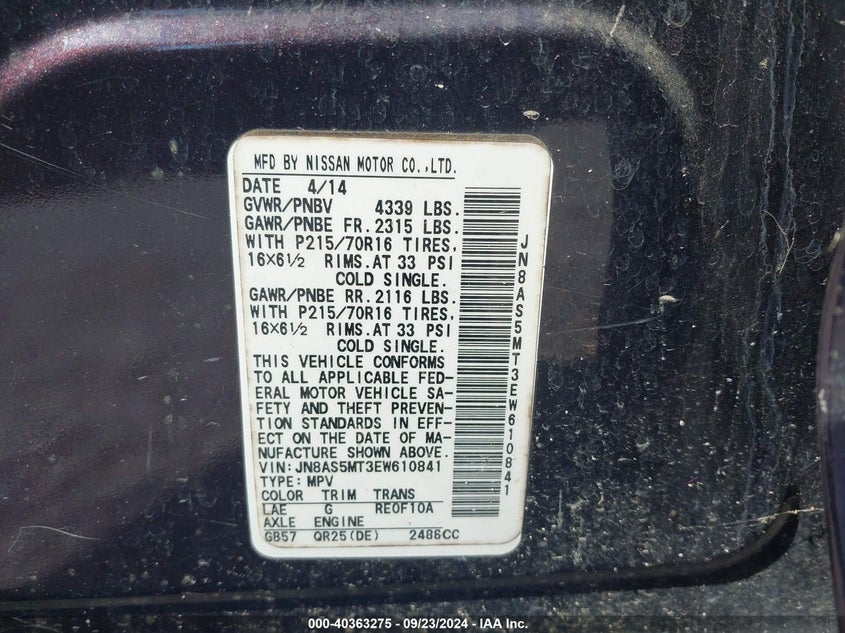 MFD BY NISSAN MOTOR CO.,LTD.
DATE 4/14
GVWR/PNBV 4339 LBS.
GAWR/PNBE FR. 2315 LBS.
WITH P215/70R16 TIRES,
16X6½ RIMS. AT 33 PSI
COLD SINGLE.
GAWR/PNBE RR. 2116 LBS.
WITH P215/70R16 TIRES,
16X6½ RIMS. AT 33 PSI
COLD SINGLE.
THIS VEHICLE CONFORMS
TO ALL APPLICABLE FED-
ERAL MOTOR VEHICLE SA-
FETY AND THEFT PREVEN-
TION STANDARDS IN EFF-
ECT ON THE DATE OF MA-
NUFACTURE SHOWN ABOVE.
VIN:JN8AS5MT3EW610841
TYPE: MPV
COLOR TRIM TRANS
LAE G RE0F10A
AXLE ENGINE
GB57 QR25(DE) 2488CC
JN8AS5MT3EW610841
000-40363275 - 09/23/2024 - IAA Inc.